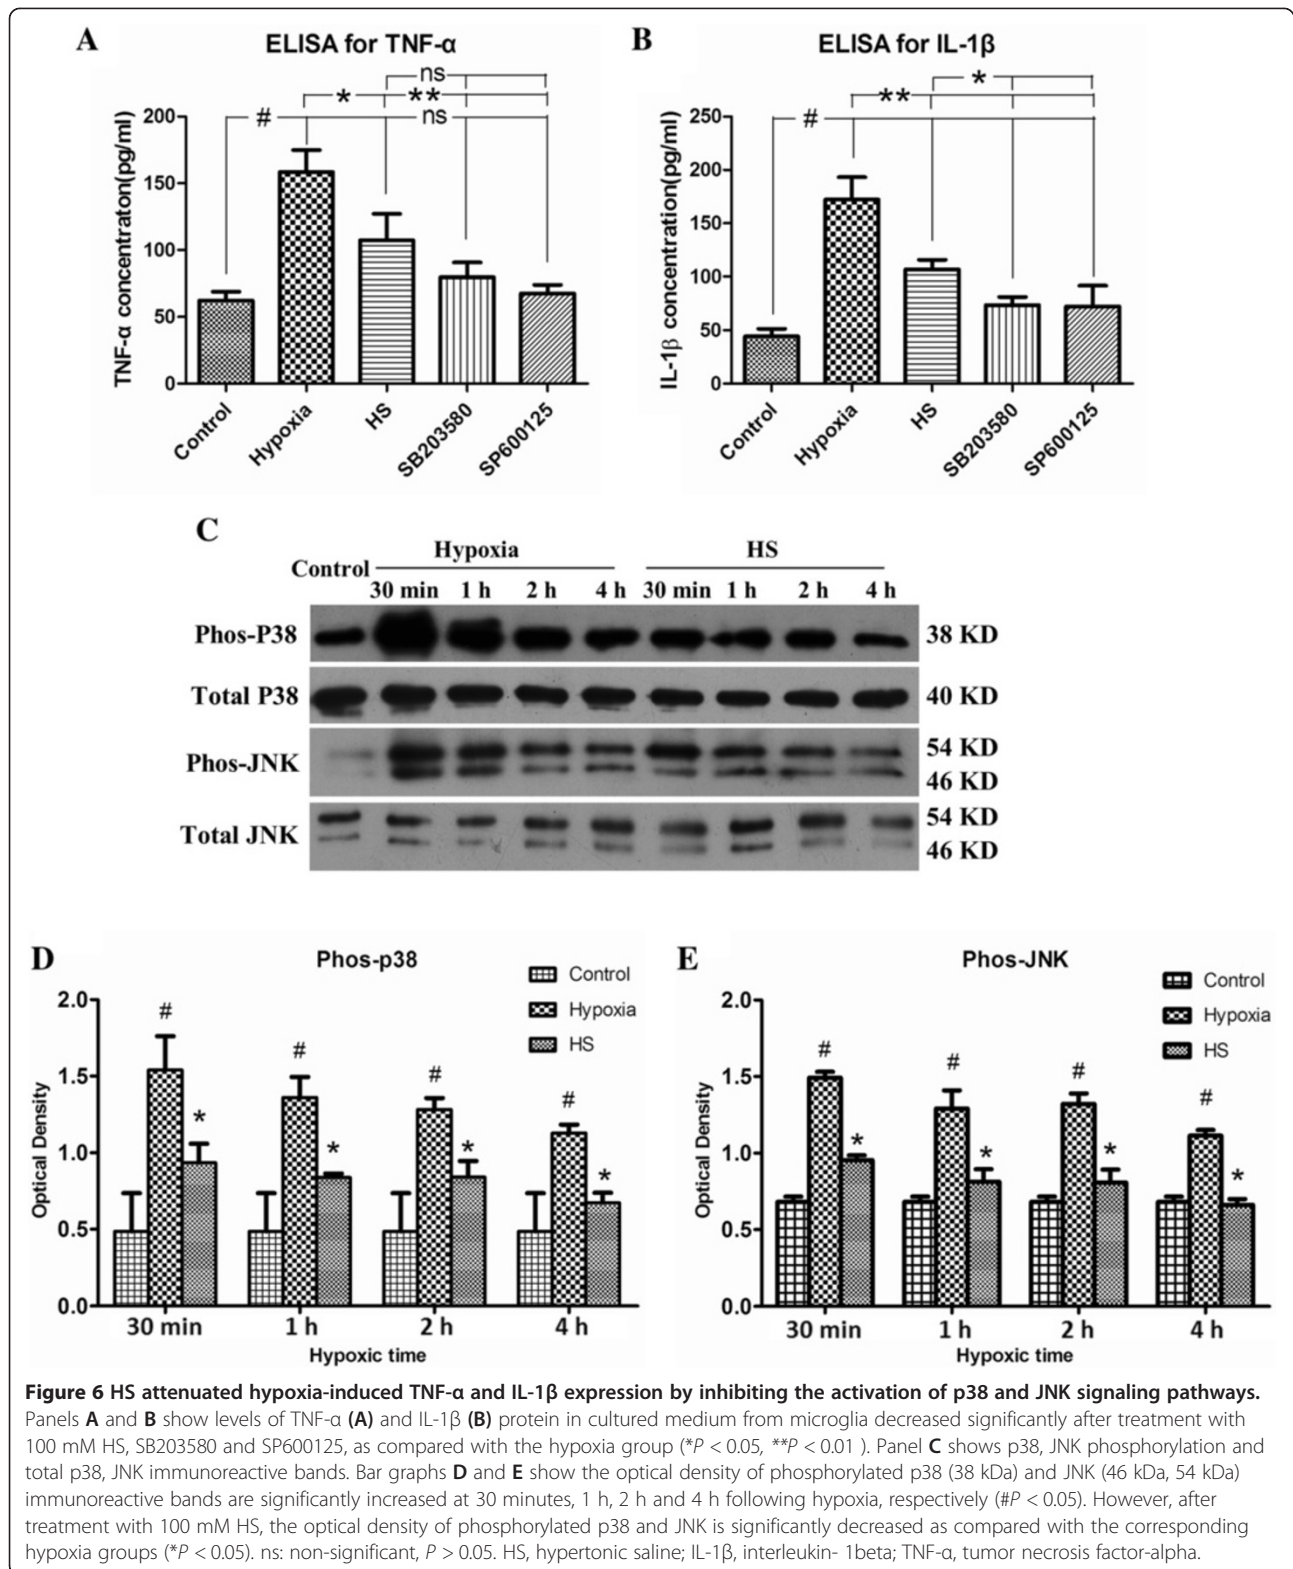 A
ELISA for TNF-α
ns
* **
# ns
TNF-α concentraton(pg/ml)
200
150
100
50
0
Control
Hypoxia
HS
SB203580
SP600125
B
ELISA for IL-1β
*
**
#
IL-1β concentration(pg/ml)
250
200
150
100
50
0
Control
Hypoxia
HS
SB203580
SP600125
C
Hypoxia HS
Control
30 min 1 h 2 h 4 h 30 min 1 h 2 h 4 h
Phos-P38 38 KD
Total P38 40 KD
Phos-JNK 54 KD
46 KD
Total JNK 54 KD
46 KD
D
Phos-p38
Control
Hypoxia
HS
Optical Density
2.0
1.5
1.0
0.5
0.0
# # # #
* * * *
30 min 1 h 2 h 4 h
Hypoxic time
E
Phos-JNK
Control
Hypoxia
HS
Optical Density
2.0
1.5
1.0
0.5
0.0
# # # #
* * * *
30 min 1 h 2 h 4 h
Hypoxic time
Figure 6 HS attenuated hypoxia-induced TNF-α and IL-1β expression by inhibiting the activation of p38 and JNK signaling pathways.
Panels A and B show levels of TNF-α (A) and IL-1β (B) protein in cultured medium from microglia decreased significantly after treatment with
100 mM HS, SB203580 and SP600125, as compared with the hypoxia group (*P < 0.05, **P < 0.01 ). Panel C shows p38, JNK phosphorylation and
total p38, JNK immunoreactive bands. Bar graphs D and E show the optical density of phosphorylated p38 (38 kDa) and JNK (46 kDa, 54 kDa)
immunoreactive bands are significantly increased at 30 minutes, 1 h, 2 h and 4 h following hypoxia, respectively (#P < 0.05). However, after
treatment with 100 mM HS, the optical density of phosphorylated p38 and JNK is significantly decreased as compared with the corresponding
hypoxia groups (*P < 0.05). ns: non-significant, P > 0.05. HS, hypertonic saline; IL-1β, interleukin- 1beta; TNF-α, tumor necrosis factor-alpha.